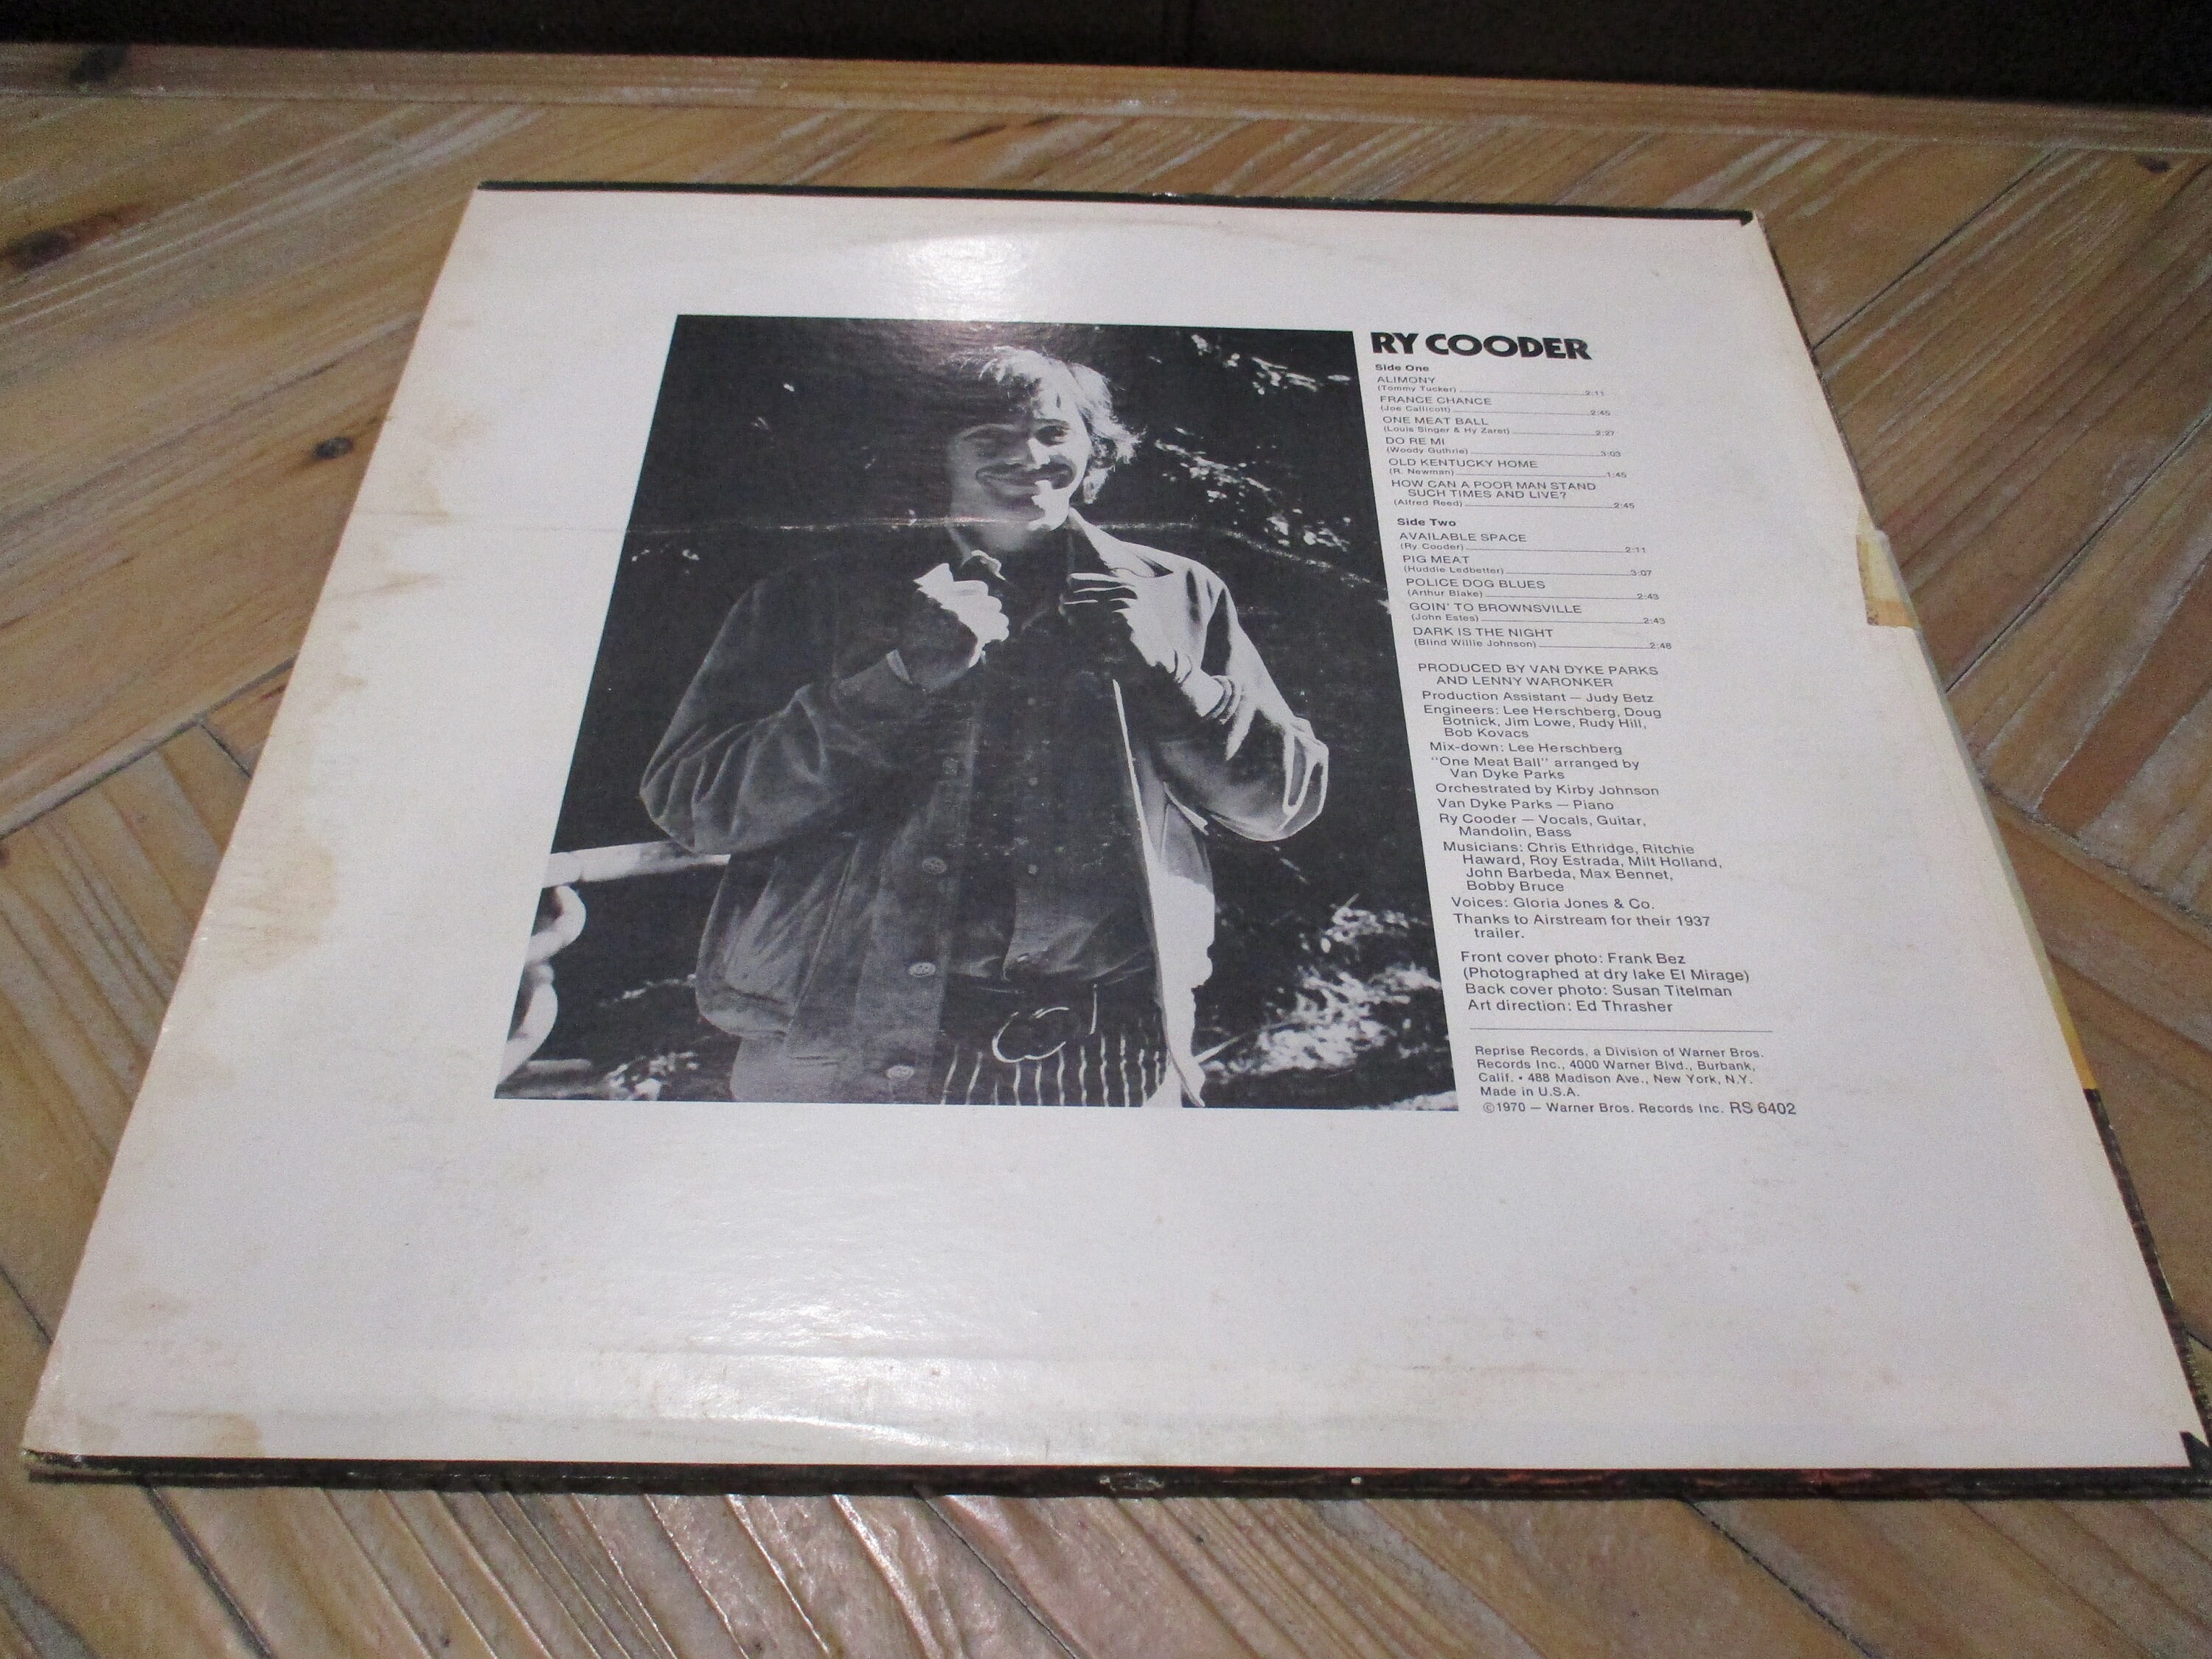 RY COODER
Side One
ALIMONY
(Tommy Tucker) 2:11
FRANCE CHANCE
(Joe Callicott) 2:45
ONE MEAT BALL
(Louis Singer & Hy Zaret) 2:27
DO RE MI
(Woody Guthrie) 3:03
OLD KENTUCKY HOME
(R. Newman) 1:45
HOW CAN A POOR MAN STAND
SUCH TIMES AND LIVE?
(Alfred Reed) 2:45
Side Two
AVAILABLE SPACE
(Ry Cooder) 2:11
PIG MEAT
(Huddie Ledbetter) 3:07
POLICE DOG BLUES
(Arthur Blake) 2:43
GOIN' TO BROWNSVILLE
(John Estes) 2:43
DARK IS THE NIGHT
(Blind Willie Johnson) 2:48
PRODUCED BY VAN DYKE PARKS
AND LENNY WARONKER
Production Assistant — Judy Betz
Engineers: Lee Herschberg, Doug
Botnick, Jim Lowe, Rudy Hill,
Bob Kovacs
Mix-down: Lee Herschberg
"One Meat Ball" arranged by
Van Dyke Parks
Orchestrated by Kirby Johnson
Van Dyke Parks — Piano
Ry Cooder — Vocals, Guitar,
Mandolin, Bass
Musicians: Chris Ethridge, Ritchie
Haward, Roy Estrada, Milt Holland,
John Barbeda, Max Bennet,
Bobby Bruce
Voices: Gloria Jones & Co.
Thanks to Airstream for their 1937
trailer.
Front cover photo: Frank Bez
(Photographed at dry lake El Mirage)
Back cover photo: Susan Titelman
Art direction: Ed Thrasher
Reprise Records, a Division of Warner Bros.
Records Inc., 4000 Warner Blvd., Burbank,
Calif. • 488 Madison Ave., New York, N.Y.
Made in U.S.A.
©1970 — Warner Bros. Records Inc. RS 6402